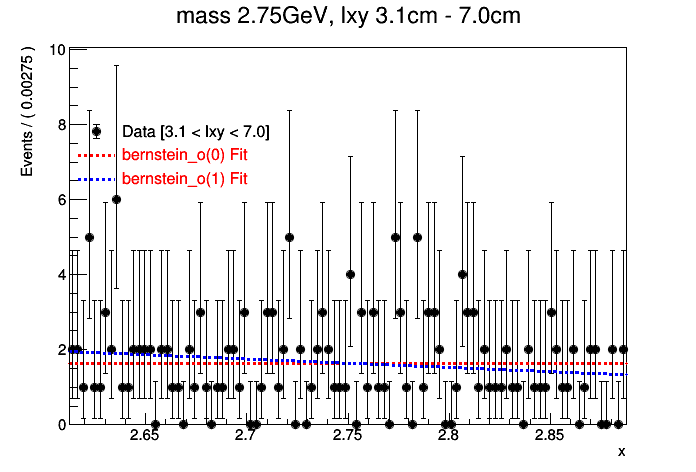 mass 2.75GeV, lxy 3.1cm - 7.0cm
Events / ( 0.00275 )
10
8
6
4
2
0
Data [3.1 < lxy < 7.0]
bernstein_o(0) Fit
bernstein_o(1) Fit
2.65 2.7 2.75 2.8 2.85
x